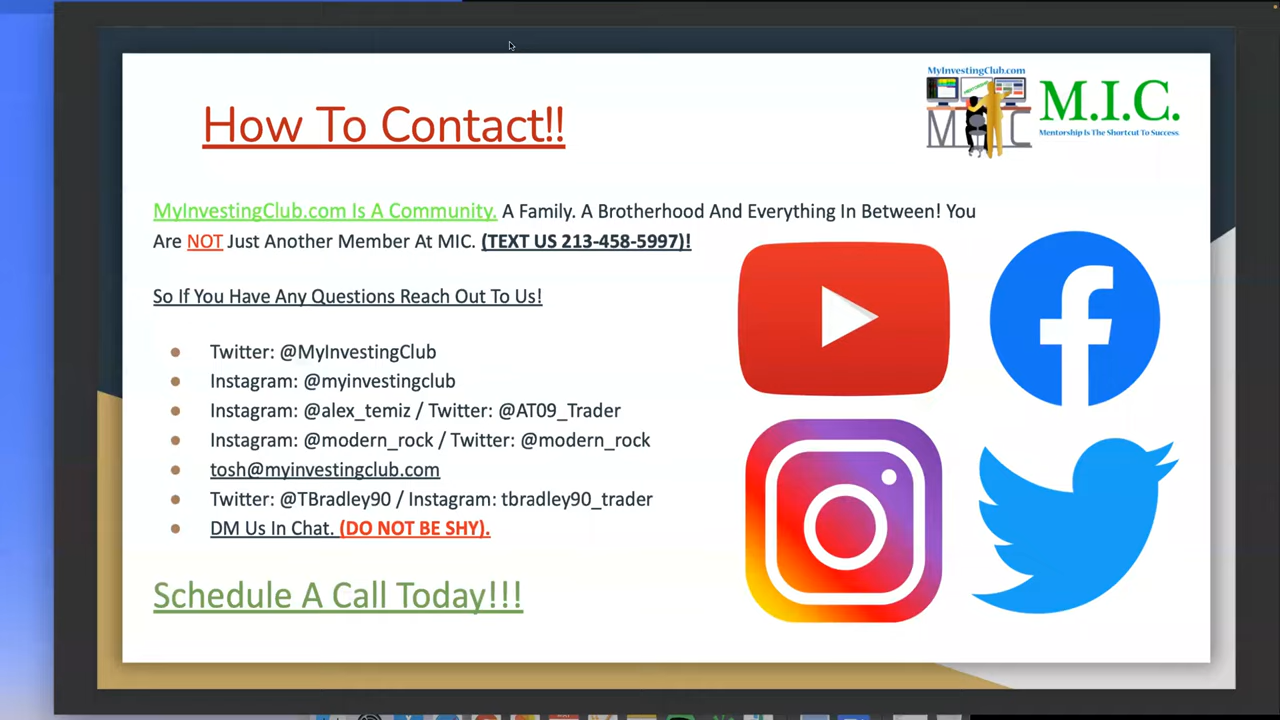 MyInvestingClub.com
M.I.C.
MIC
Mentorship Is The Shortcut To Success.
How To Contact!!
MyInvestingClub.com Is A Community. A Family. A Brotherhood And Everything In Between! You
Are NOT Just Another Member At MIC. (TEXT US 213-458-5997)!
So If You Have Any Questions Reach Out To Us!
Twitter: @MyInvestingClub
Instagram: @myinvestingclub
Instagram: @alex_temiz / Twitter: @AT09_Trader
Instagram: @modern_rock / Twitter: @modern_rock
tosh@myinvestingclub.com
Twitter: @TBradley90 / Instagram: tbradley90_trader
DM Us In Chat. (DO NOT BE SHY).
Schedule A Call Today!!!